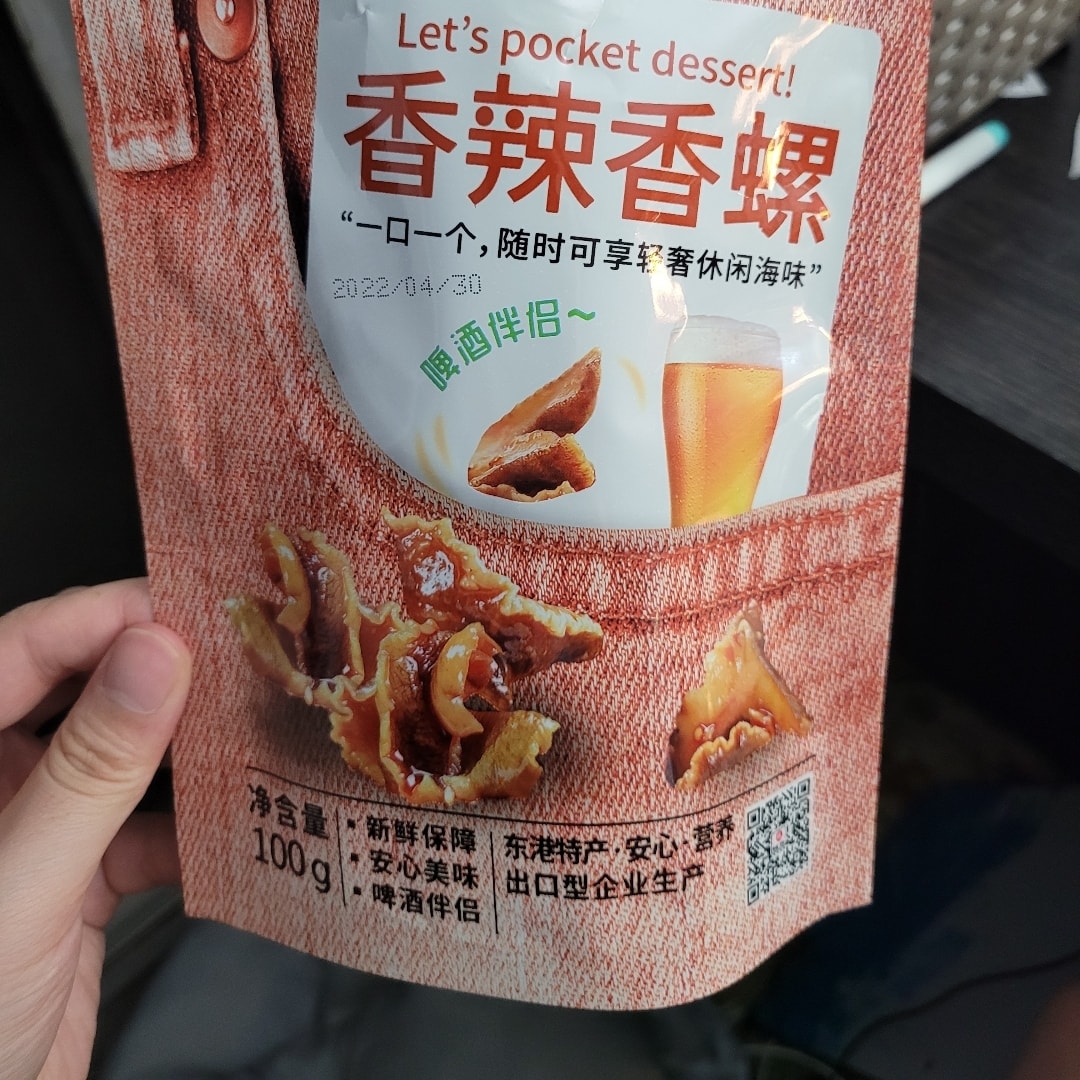 Let's pocket dessert!
香辣香螺
“一口一个，随时可享轻奢休闲海味”
2022/04/30
啤酒伴侣～
净含量
100g
▪ 新鲜保障
▪ 安心美味
▪ 啤酒伴侣
东港特产·安心·营养
出口型企业生产